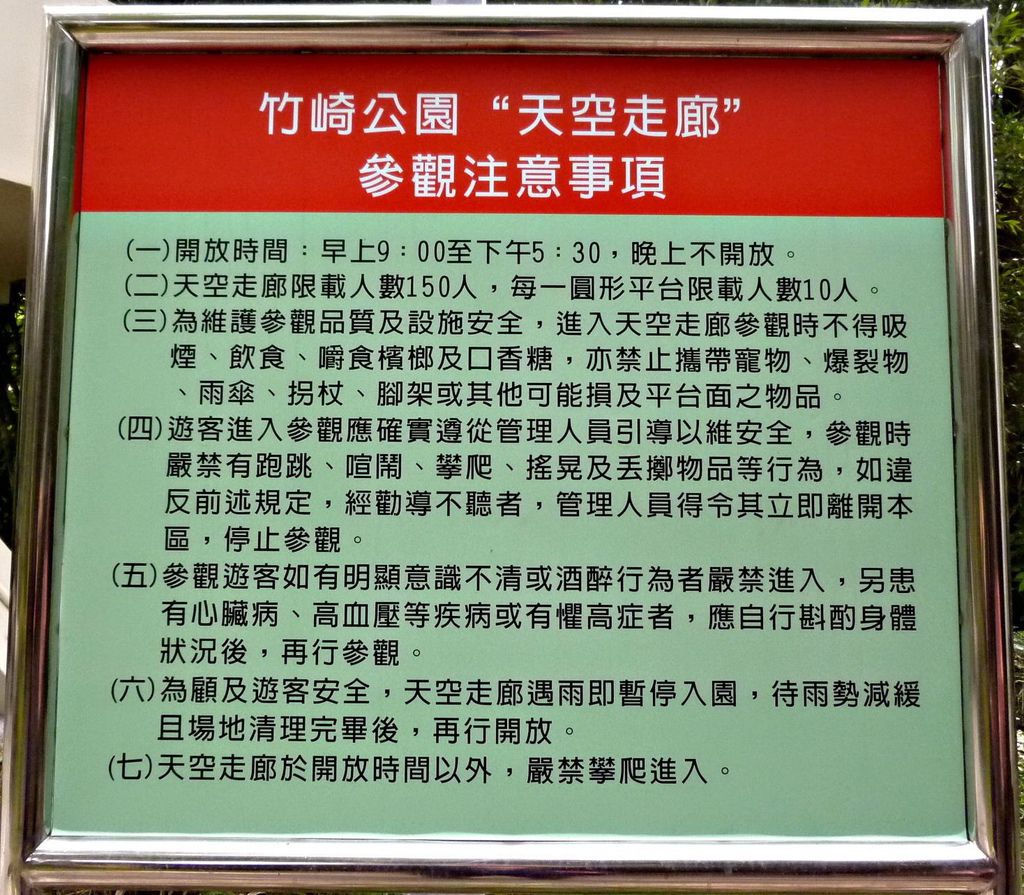 竹崎公園 “天空走廊”
參觀注意事項
(一)開放時間：早上9：00至下午5：30，晚上不開放。
(二)天空走廊限載人數150人，每一圓形平台限載人數10人。
(三)為維護參觀品質及設施安全，進入天空走廊參觀時不得吸
煙、飲食、嚼食檳榔及口香糖，亦禁止攜帶寵物、爆裂物
、雨傘、拐杖、腳架或其他可能損及平台面之物品。
(四)遊客進入參觀應確實遵從管理人員引導以維安全，參觀時
嚴禁有跑跳、喧鬧、攀爬、搖晃及丟擲物品等行為，如違
反前述規定，經勸導不聽者，管理人員得令其立即離開本
區，停止參觀。
(五)參觀遊客如有明顯意識不清或酒醉行為者嚴禁進入，另患
有心臟病、高血壓等疾病或有懼高症者，應自行斟酌身體
狀況後，再行參觀。
(六)為顧及遊客安全，天空走廊遇雨即暫停入園，待雨勢減緩
且場地清理完畢後，再行開放。
(七)天空走廊於開放時間以外，嚴禁攀爬進入。